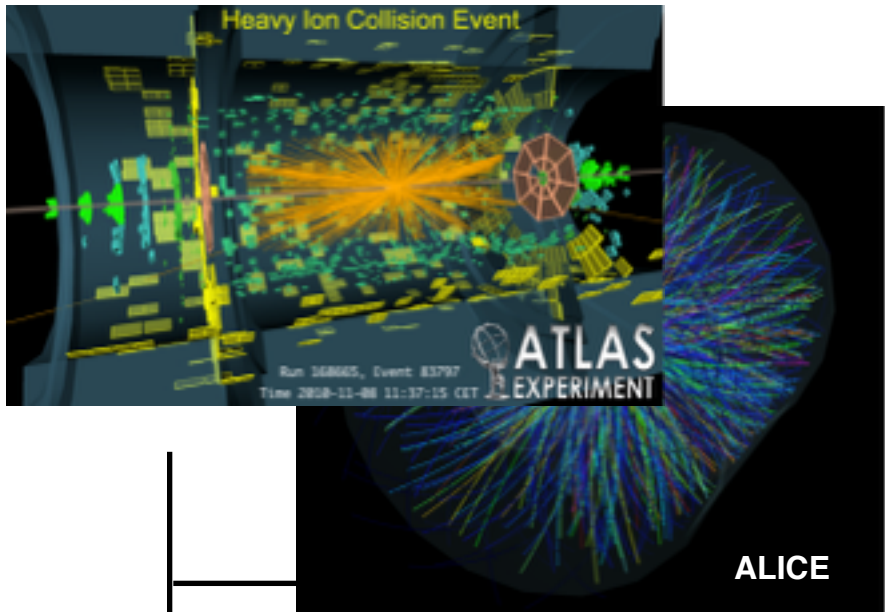 Heavy Ion Collision Event
ATLAS
EXPERIMENT
Run 168665, Event 83797
Time 2010-11-08 11:37:15 CET
ALICE